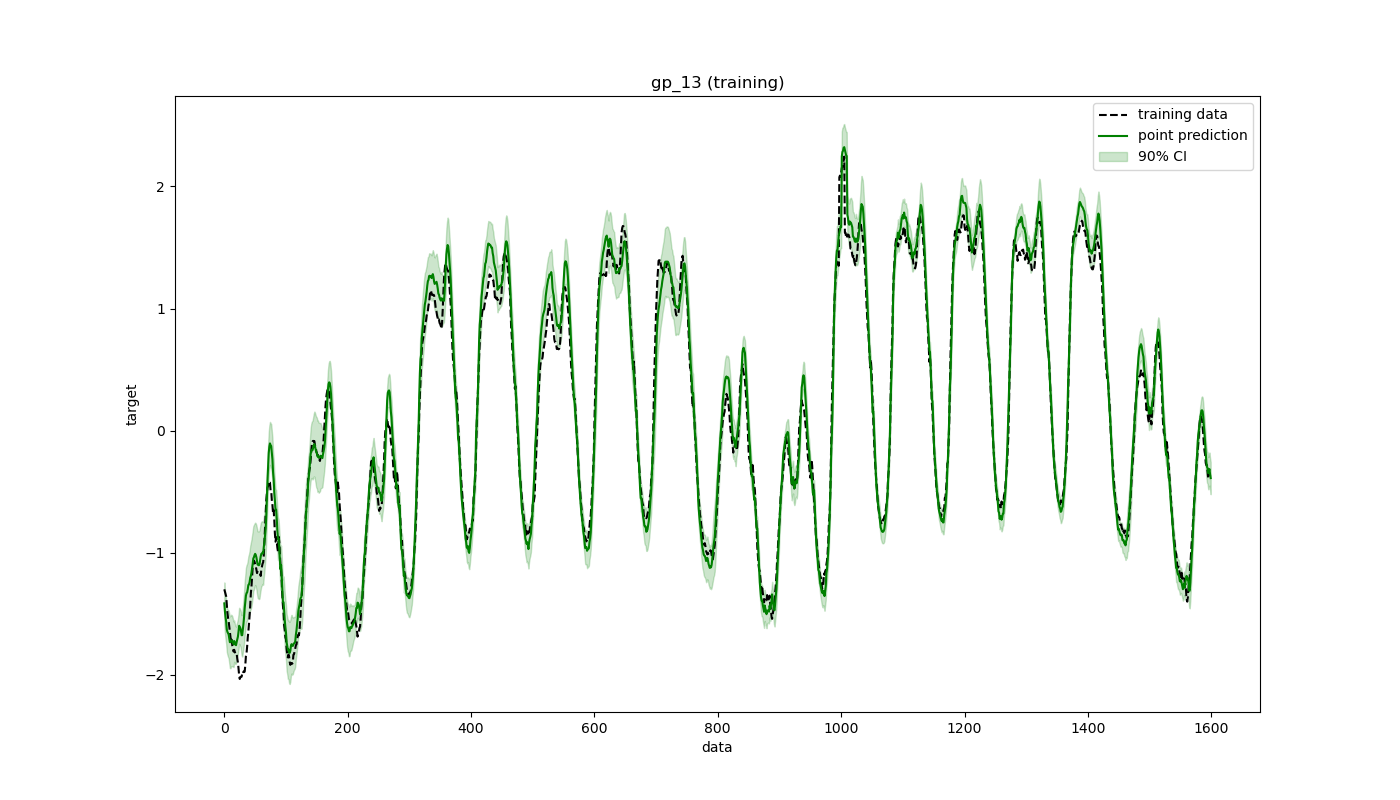 gp_13 (training)
training data
point prediction
90% CI
target
2
1
0
−1
−2
0 200 400 600 800 1000 1200 1400 1600
data